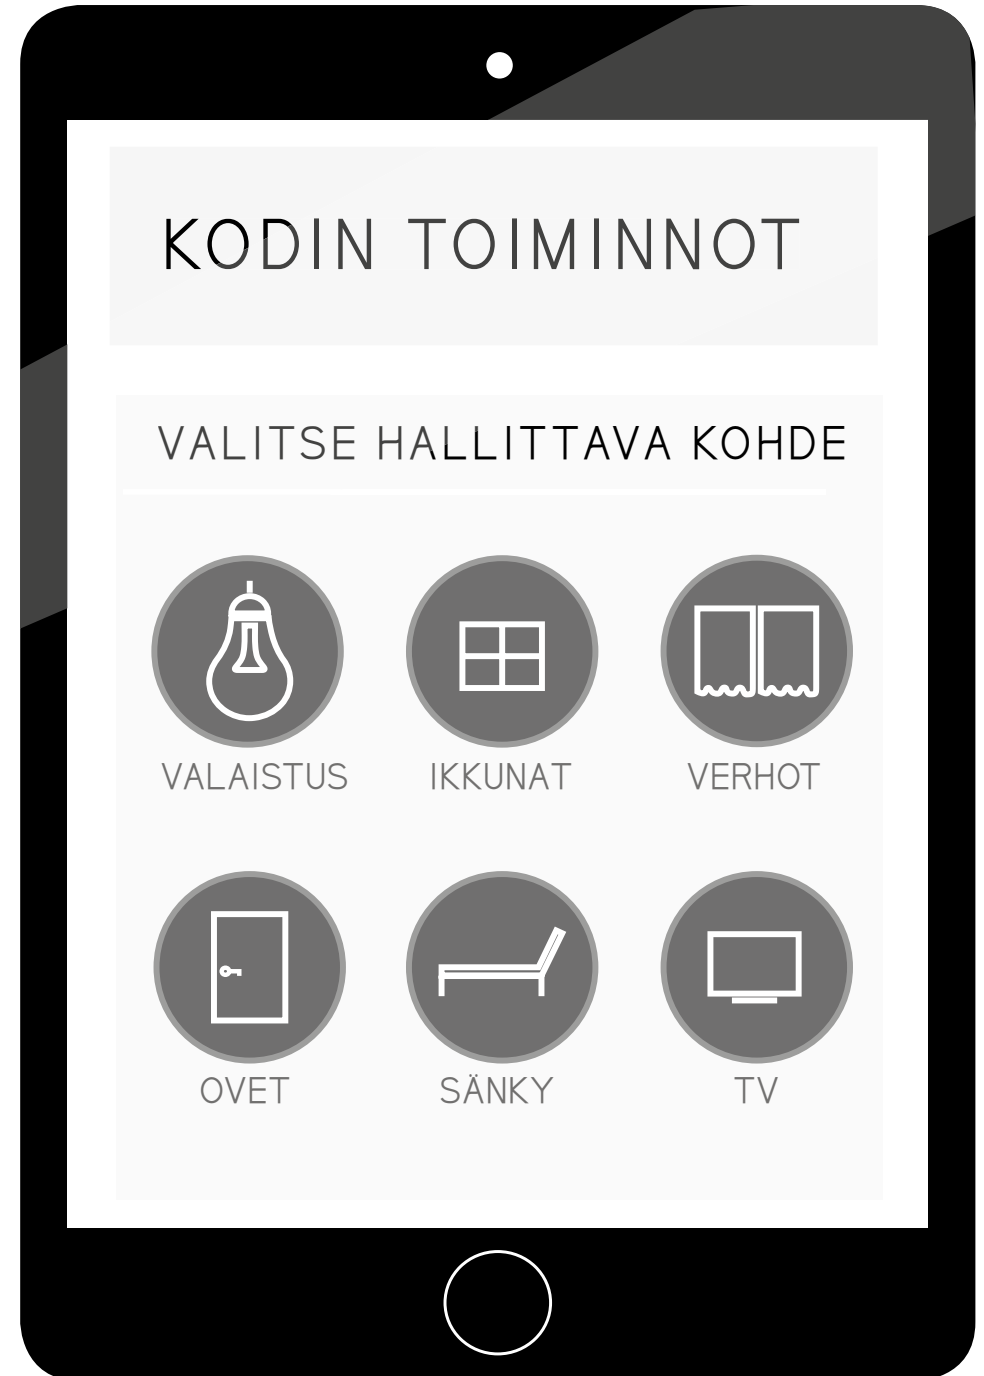 KODIN TOIMINNOT
VALITSE HALLITTAVA KOHDE
VALAISTUS IKKUNAT VERHOT
OVET SÄNKY TV